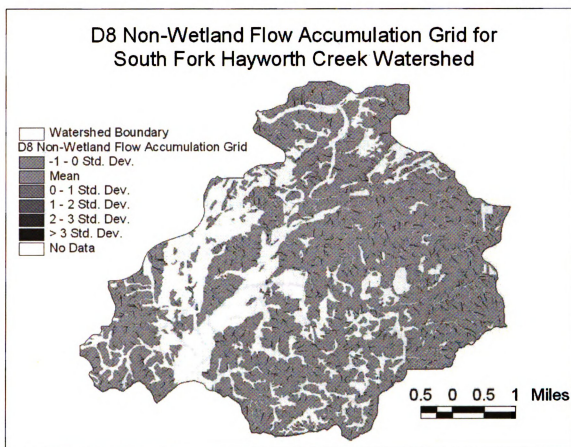 D8 Non-Wetland Flow Accumulation Grid for
South Fork Hayworth Creek Watershed
Watershed Boundary
D8 Non-Wetland Flow Accumulation Grid
-1 - 0 Std. Dev.
Mean
0 - 1 Std. Dev.
1 - 2 Std. Dev.
2 - 3 Std. Dev.
> 3 Std. Dev.
No Data
0.5 0 0.5 1 Miles